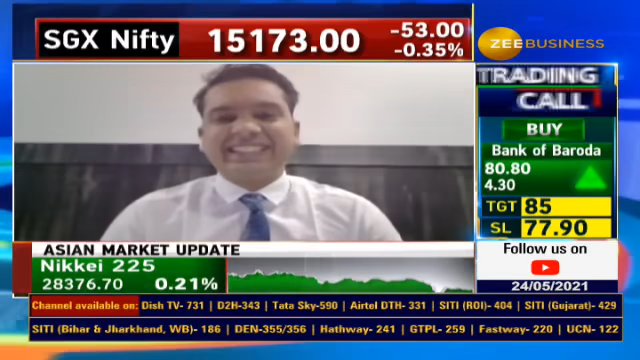 SGX Nifty 15173.00 -53.00
-0.35%
ZEE BUSINESS
TRADING
CALL
BUY
Bank of Baroda
80.80
4.30
TGT 85
SL 77.90
ASIAN MARKET UPDATE
Nikkei 225
28376.70 0.21%
Follow us on
24/05/2021
Channel available on: Dish TV- 731 | D2H-343 | Tata Sky-590 | Airtel DTH- 331 | SITI (ROI)- 404 | SITI (Gujarat)- 429
SITI (Bihar & Jharkhand, WB)- 186 | DEN-355/356 | Hathway- 241 | GTPL- 259 | Fastway- 220 | UCN- 122